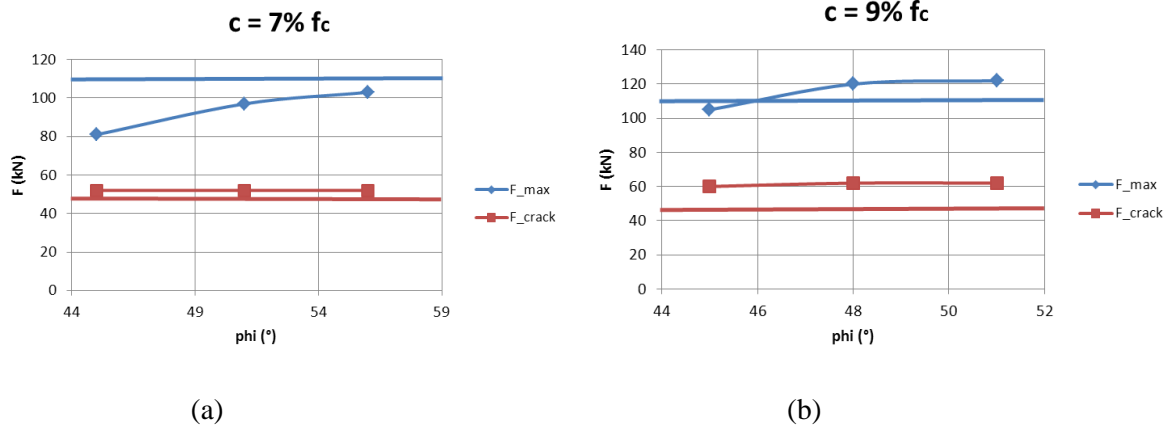 c = 7% fc
120
100
80
60
40
20
0
F (kN)
44 49 54 59
phi (°)
F_max
F_crack
(a)
c = 9% fc
140
120
100
80
60
40
20
0
F (kN)
44 46 48 50 52
phi (°)
F_max
F_crack
(b)